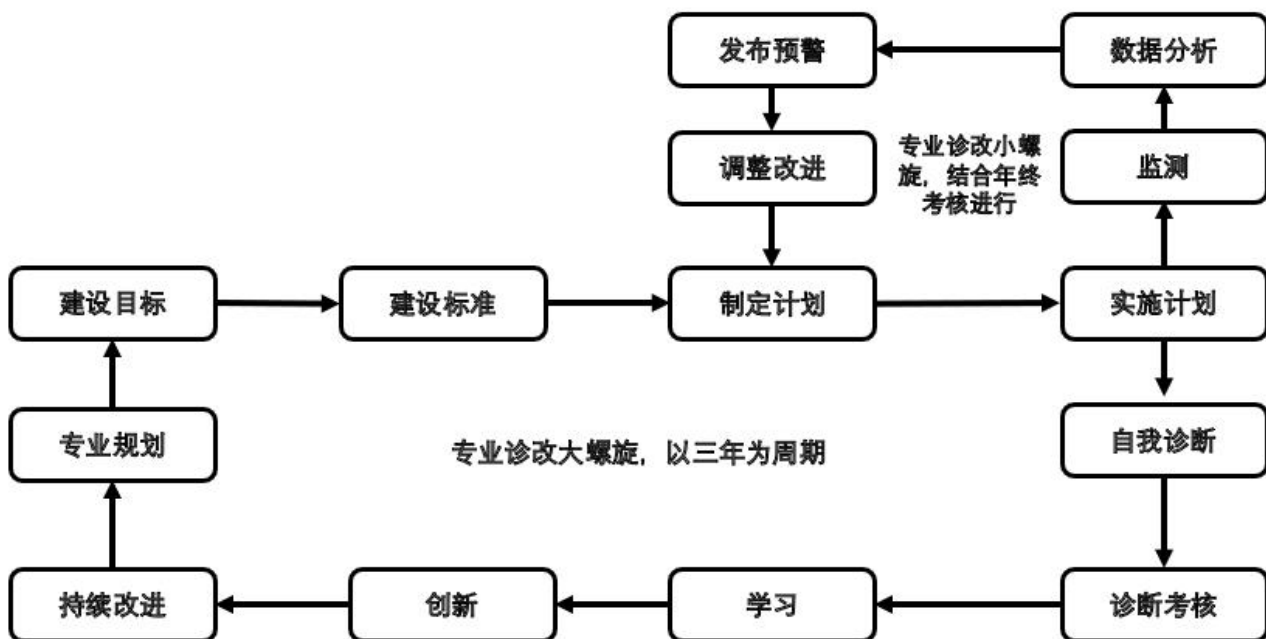 发布预警
数据分析
调整改进
专业诊改小螺
旋，结合年终
考核进行
监测
建设目标
建设标准
制定计划
实施计划
专业规划
专业诊改大螺旋，以三年为周期
自我诊断
持续改进
创新
学习
诊断考核